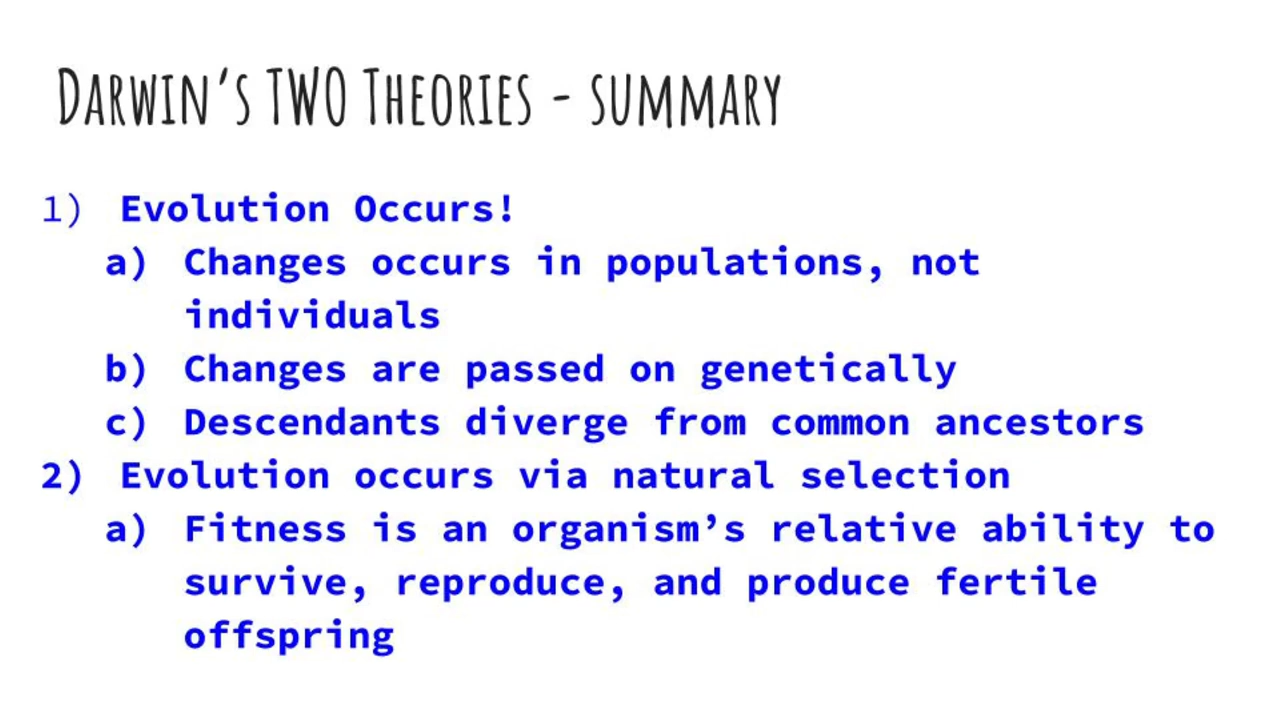 DARWIN’S TWO THEORIES - SUMMARY
1) Evolution Occurs!
a) Changes occurs in populations, not
individuals
b) Changes are passed on genetically
c) Descendants diverge from common ancestors
2) Evolution occurs via natural selection
a) Fitness is an organism’s relative ability to
survive, reproduce, and produce fertile
offspring